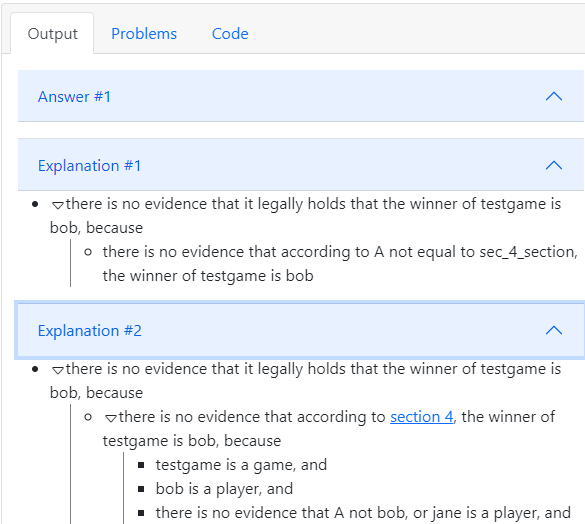 Output Problems Code
Answer #1
Explanation #1
there is no evidence that it legally holds that the winner of testgame is
bob, because
there is no evidence that according to A not equal to sec_4_section,
the winner of testgame is bob
Explanation #2
there is no evidence that it legally holds that the winner of testgame is
bob, because
there is no evidence that according to section 4, the winner of
testgame is bob, because
testgame is a game, and
bob is a player, and
there is no evidence that A not bob, or jane is a player, and